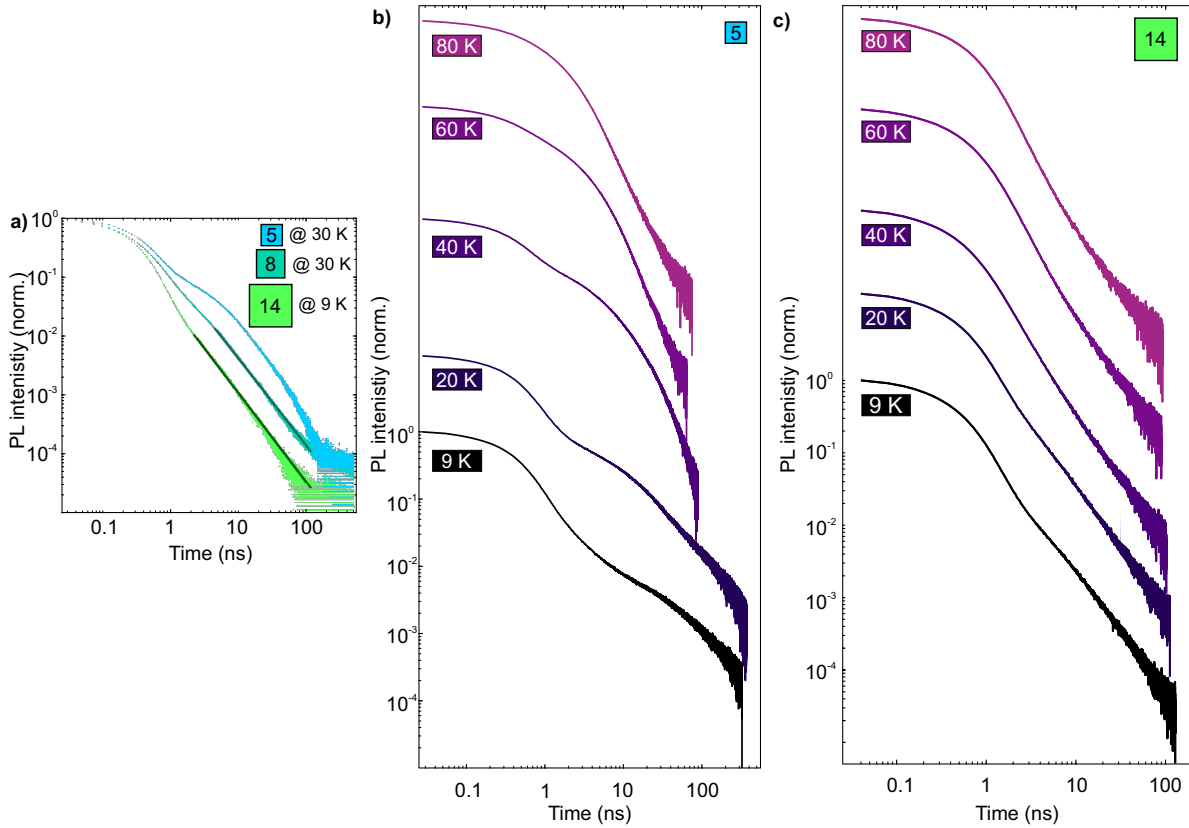 a)
PL intenistiy (norm.)
10^0
10^-1
10^-2
10^-3
10^-4
5 @ 30 K
8 @ 30 K
14 @ 9 K
0.1 1 10 100
Time (ns)
b)
5
80 K
60 K
40 K
20 K
9 K
PL intenistiy (norm.)
10^0
10^-1
10^-2
10^-3
10^-4
0.1 1 10 100
Time (ns)
c)
14
80 K
60 K
40 K
20 K
9 K
PL intenistiy (norm.)
10^0
10^-1
10^-2
10^-3
10^-4
0.1 1 10 100
Time (ns)